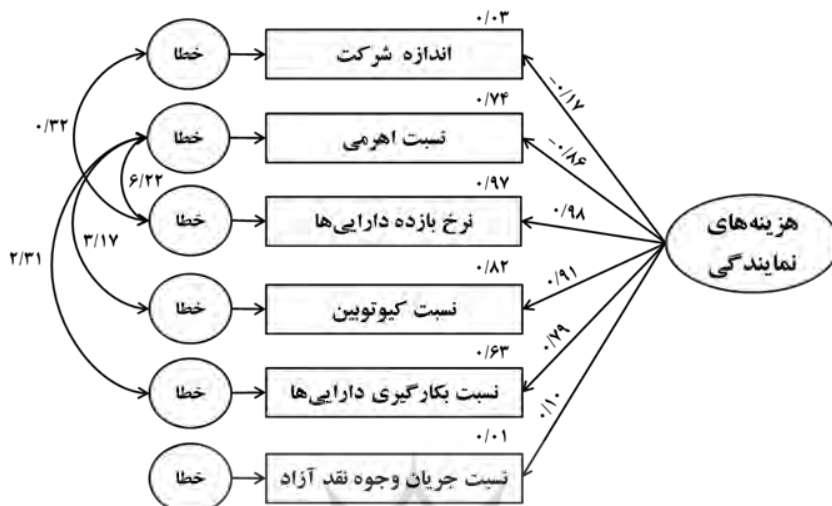 ۰/۰۳
خطا
اندازه شرکت
-۰/۱۷
۰/۳۲
۰/۷۴
خطا
نسبت اهرمی
-۰/۸۶
۶/۲۲
۰/۹۷
خطا
نرخ بازده دارایی‌ها
۰/۹۸
هزینه‌های
نمایندگی
۳/۱۷
۲/۳۱
۰/۸۲
خطا
نسبت کیوتوبین
۰/۹۱
۰/۶۳
خطا
نسبت بکارگیری دارایی‌ها
۰/۷۹
۰/۰۱
خطا
نسبت جریان وجوه نقد آزاد
۰/۱۰